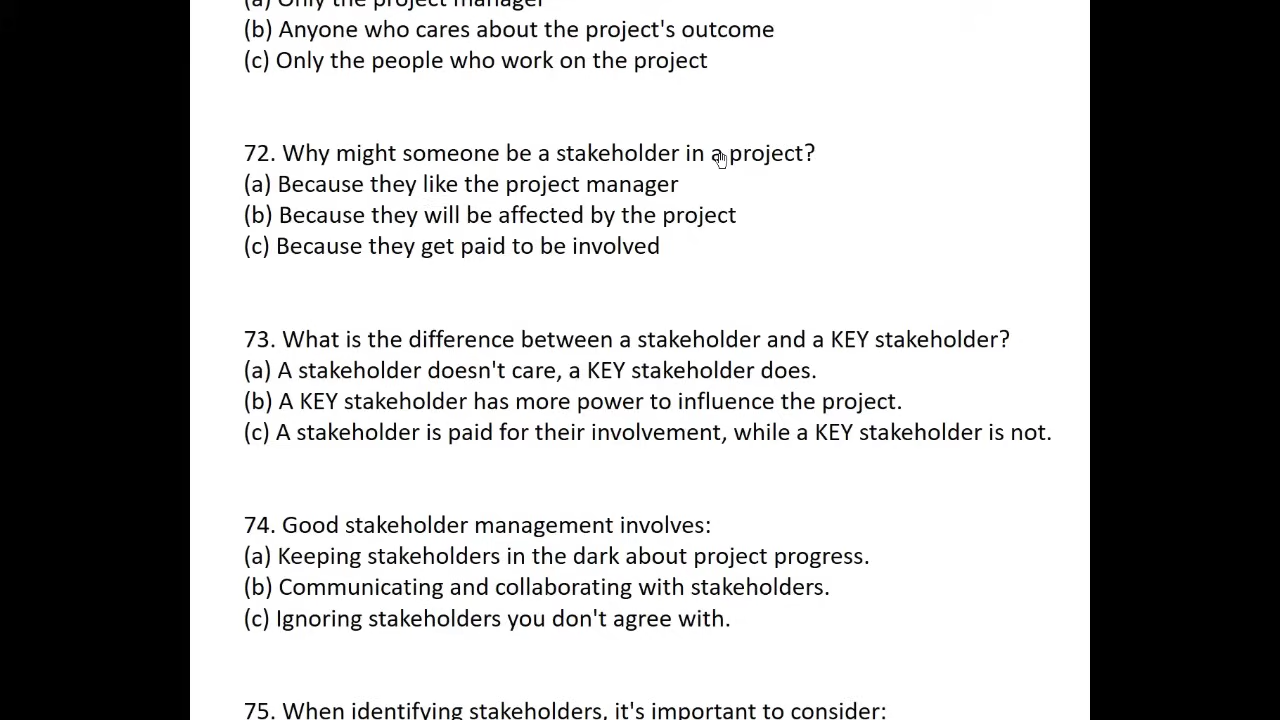 (a) Only the project manager
(b) Anyone who cares about the project's outcome
(c) Only the people who work on the project
72. Why might someone be a stakeholder in a project?
(a) Because they like the project manager
(b) Because they will be affected by the project
(c) Because they get paid to be involved
73. What is the difference between a stakeholder and a KEY stakeholder?
(a) A stakeholder doesn't care, a KEY stakeholder does.
(b) A KEY stakeholder has more power to influence the project.
(c) A stakeholder is paid for their involvement, while a KEY stakeholder is not.
74. Good stakeholder management involves:
(a) Keeping stakeholders in the dark about project progress.
(b) Communicating and collaborating with stakeholders.
(c) Ignoring stakeholders you don't agree with.
75. When identifying stakeholders, it's important to consider: